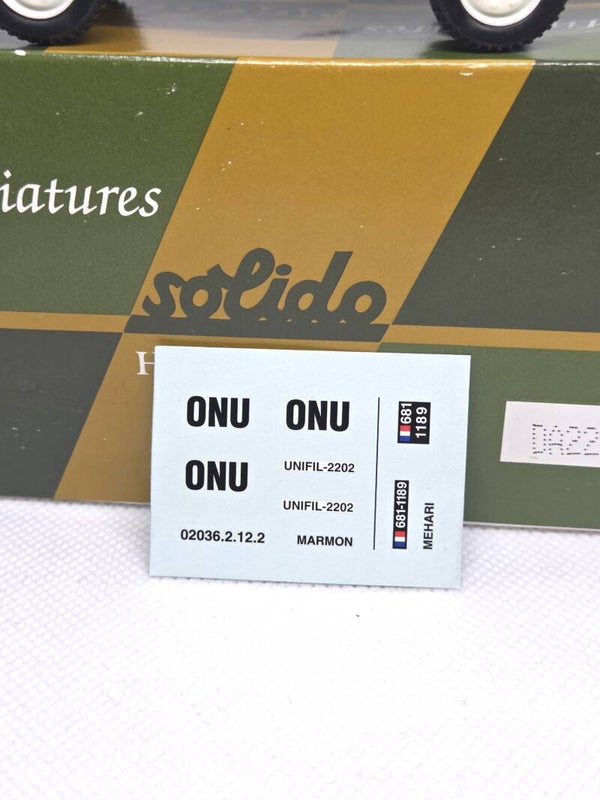 iatures
solido
H
ONU ONU
ONU
UNIFIL-2202
UNIFIL-2202
02036.2.12.2 MARMON
681
1189
681-1189
MEHARI